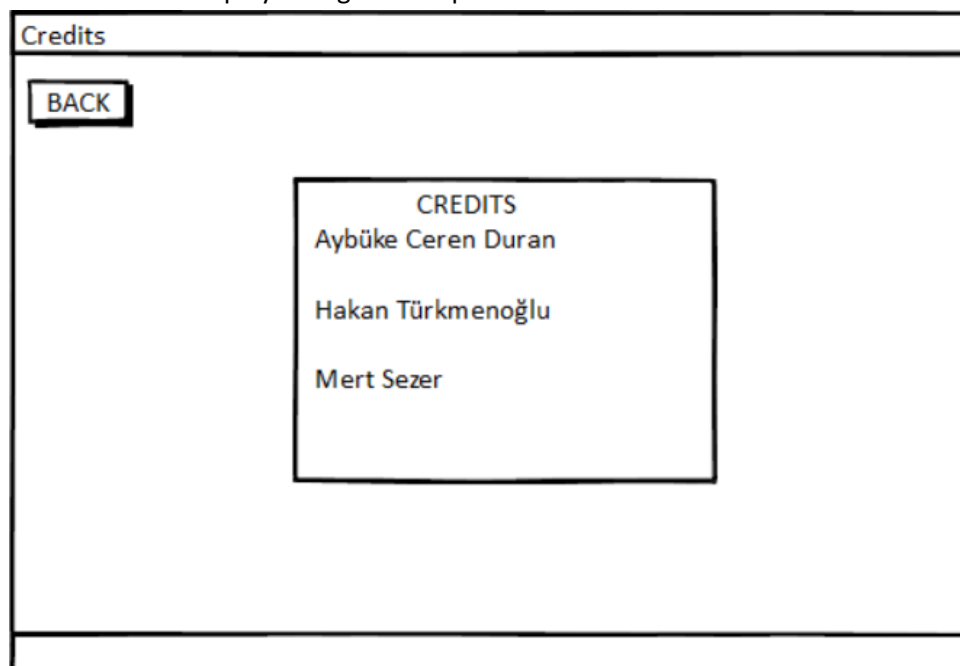 Credits
BACK
CREDITS
Aybüke Ceren Duran
Hakan Türkmenoğlu
Mert Sezer